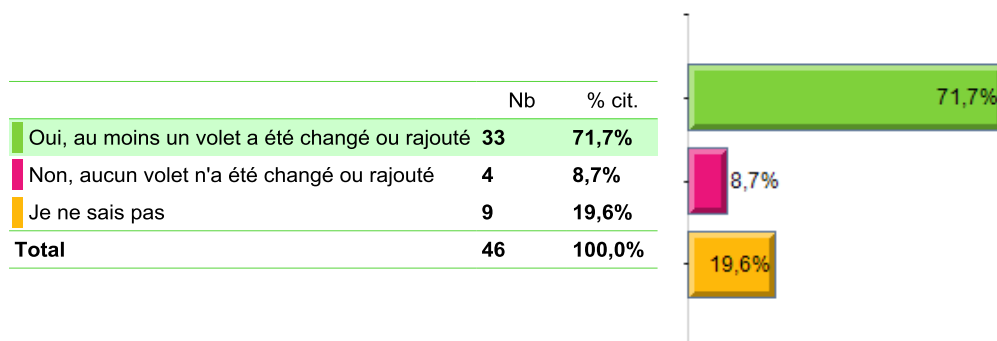 Nb % cit.
Oui, au moins un volet a été changé ou rajouté 33 71,7%
Non, aucun volet n'a été changé ou rajouté 4 8,7%
Je ne sais pas 9 19,6%
Total 46 100,0%
71,7%
8,7%
19,6%